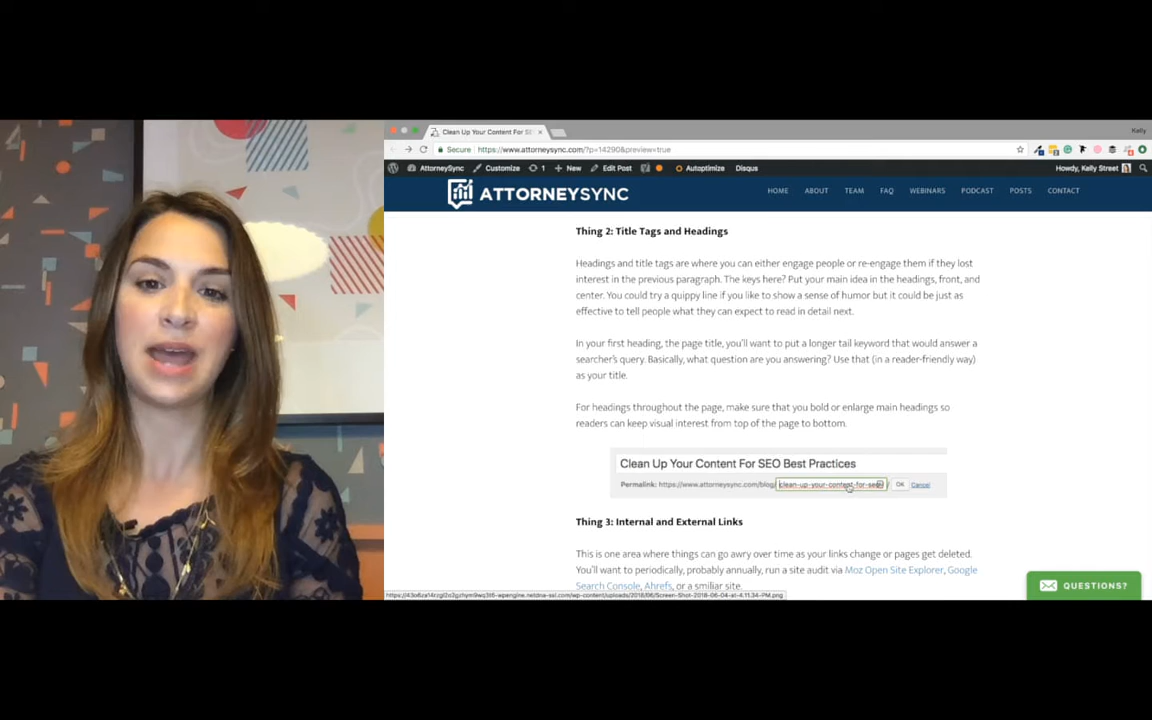 Clean Up Your Content For SE
Kelly
Secure https://www.attorneysync.com/?p=14290&preview=true
AttorneySync Customize 1 New Edit Post Autoptimize Disqus Howdy, Kelly Street
ATTORNEYSYNC HOME ABOUT TEAM FAQ WEBINARS PODCAST POSTS CONTACT
Thing 2: Title Tags and Headings
Headings and title tags are where you can either engage people or re-engage them if they lost
interest in the previous paragraph. The keys here? Put your main idea in the headings, front, and
center. You could try a quippy line if you like to show a sense of humor but it could be just as
effective to tell people what they can expect to read in detail next.
In your first heading, the page title, you'll want to put a longer tail keyword that would answer a
searcher's query. Basically, what question are you answering? Use that (in a reader-friendly way)
as your title.
For headings throughout the page, make sure that you bold or enlarge main headings so
readers can keep visual interest from top of the page to bottom.
Clean Up Your Content For SEO Best Practices
Permalink: https://www.attorneysync.com/blog/ clean-up-your-content-for-seo / OK Cancel
Thing 3: Internal and External Links
This is one area where things can go awry over time as your links change or pages get deleted.
You'll want to periodically, probably annually, run a site audit via Moz Open Site Explorer, Google
Search Console, Ahrefs, or a smiliar site.
QUESTIONS?